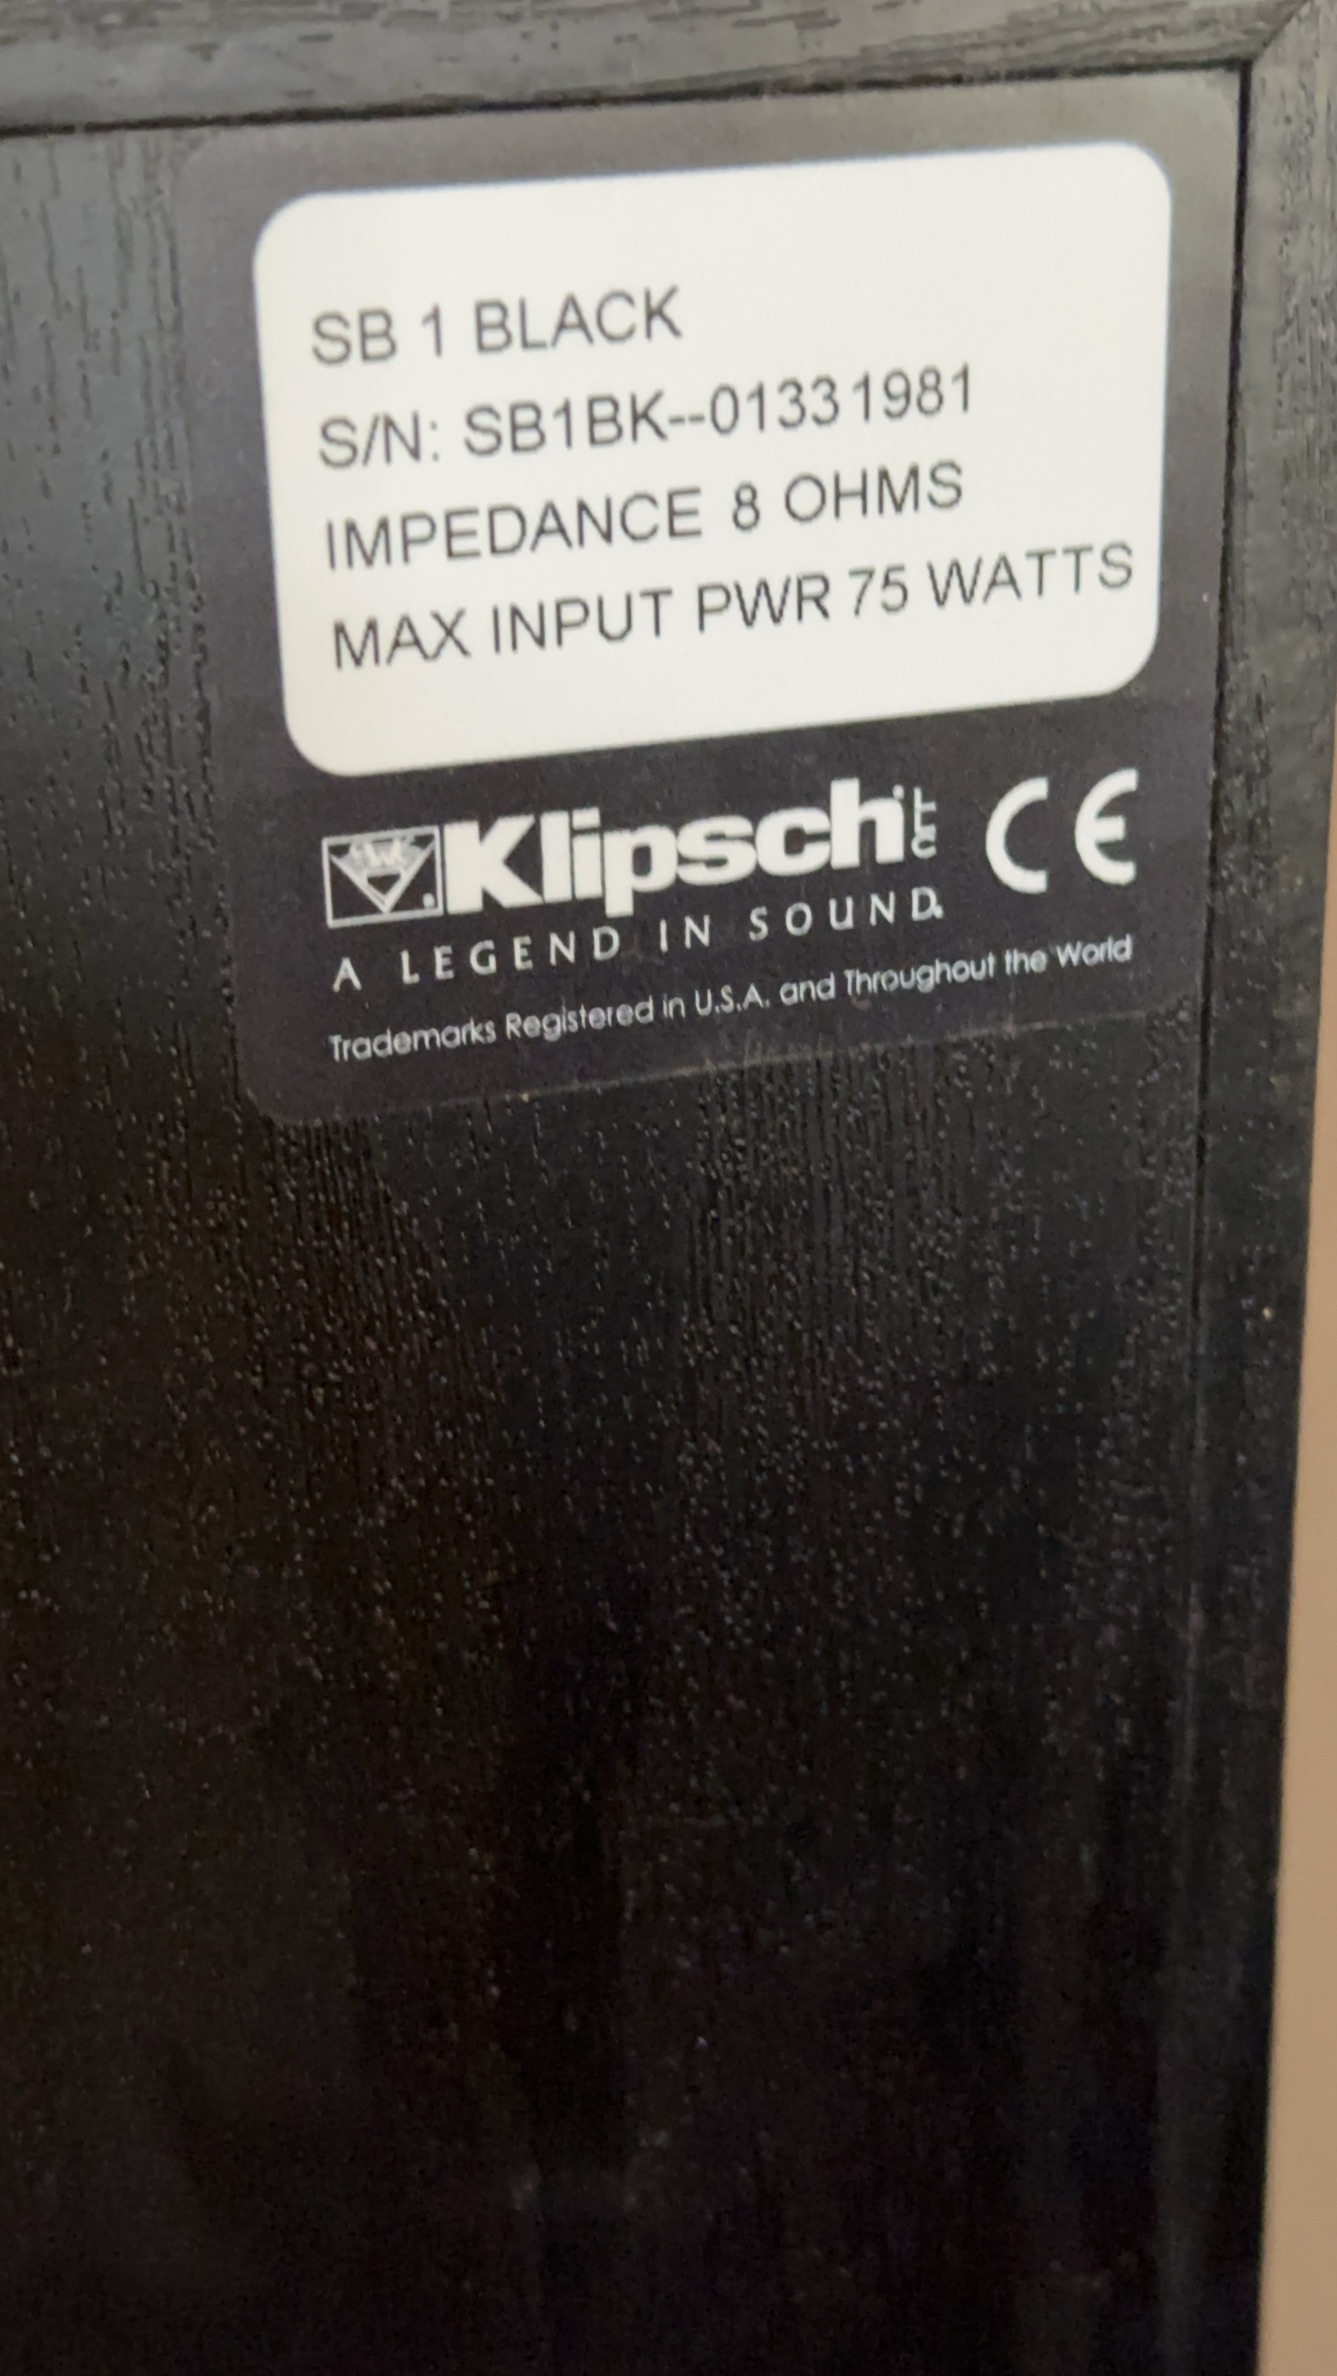 SB 1 BLACK
S/N: SB1BK--01331981
IMPEDANCE 8 OHMS
MAX INPUT PWR 75 WATTS
Klipsch CE
A LEGEND IN SOUND.
Trademarks Registered in U.S.A. and Throughout the World